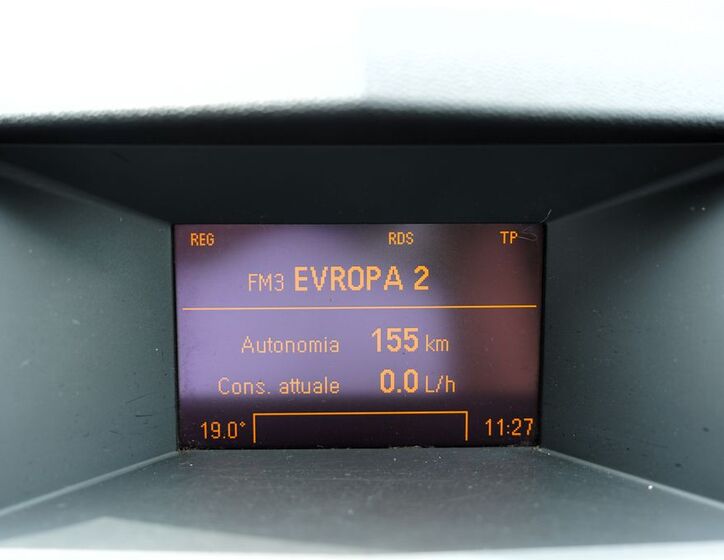 REG RDS TP
FM3 EVROPA 2
Autonomia 155 km
Cons. attuale 0.0 L/h
19.0° 11:27